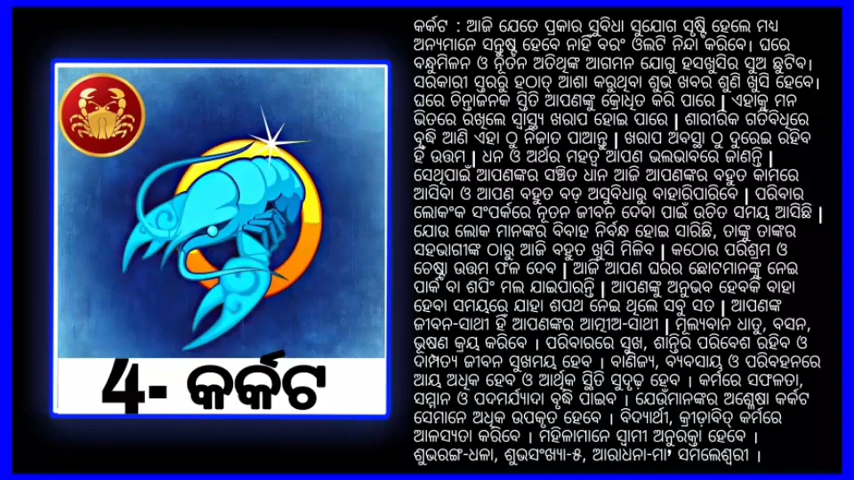 4- କର୍କଟ
କର୍କଟ : ଆଜି ଯେତେ ପ୍ରକାର ସୁବିଧା ସୁଯୋଗ ସୃଷ୍ଟି ହେଲେ ମଧ୍ୟ
ଅନ୍ୟମାନେ ସନ୍ତୁଷ୍ଟ ହେବେ ନାହିଁ ବରଂ ଓଲଟି ନିନ୍ଦା କରିବେ। ଘରେ
ବନ୍ଧୁମିଳନ ଓ ନୂତନ ଅତିଥିଙ୍କ ଆଗମନ ଯୋଗୁ ହସଖୁସିର ସୁଅ ଛୁଟିବ।
ସରକାରୀ ସ୍ତରରୁ ହଠାତ୍ ଆଶା କରୁଥିବା ଶୁଭ ଖବର ଶୁଣି ଖୁସି ହେବେ।
ଘରେ ଚିନ୍ତାଜନକ ସ୍ତିତି ଆପଣଙ୍କୁ କ୍ରୋଧିତ କରି ପାରେ | ଏହାକୁ ମନ
ଭିତରେ ରଖିଲେ ସ୍ୱାସ୍ଥ୍ୟ ଖରାପ ହୋଇ ପାରେ | ଶାରୀରିକ ଗତିବିଧିରେ
ବୃଦ୍ଧି ଆଣି ଏହା ଠୁ ନିଜାତ ପାଆନ୍ତୁ | ଖରାପ ଅବସ୍ଥା ଠୁ ଦୁରେଇ ରହିବ
ହିଁ ଉତ୍ତମ | ଧନ ଓ ଅର୍ଥର ମହତ୍ୱ ଆପଣ ଭଲଭାବରେ ଜାଣନ୍ତି |
ସେଥିପାଇଁ ଆପଣଙ୍କର ସଞ୍ଚିତ ଧାନ ଆଜି ଆପଣଙ୍କର ବହୁତ କାମରେ
ଆସିବା ଓ ଆପଣ ବହୁତ ବଡ଼ ଅସୁବିଧାରୁ ବାହାରିପାରିବେ | ପରିବାର
ଲୋକଂକ ସଂପର୍କରେ ନୂତନ ଜୀବନ ଦେବା ପାଇଁ ଉଚିତ ସମୟ ଆସିଛି |
ଯୋଉ ଲୋକ ମାନଙ୍କର ବିବାହ ନିର୍ବନ୍ଧ ହୋଇ ସାରିଛି, ତାଙ୍କୁ ତାଙ୍କର
ସହଭାଗୀଙ୍କ ଠାରୁ ଆଜି ବହୁତ ଖୁସି ମିଳିବ | କଠୋର ପରିଶ୍ରମ ଓ
ଚେଷ୍ଟା ଉତ୍ତମ ଫଳ ଦେବ | ଆଜି ଆପଣ ଘରର ଛୋଟମାନଙ୍କୁ ନେଇ
ପାର୍କ ବା ଶପିଂ ମଲ ଯାଇପାରନ୍ତି | ଆପଣଙ୍କୁ ଅନୁଭବ ହେବକି ବାହା
ହେବା ସମୟରେ ଯାହା ଶପଥ ନେଇ ଥିଲେ ସବୁ ସତ | ଆପଣଙ୍କ
ଜୀବନ-ସାଥୀ ହିଁ ଆପଣଙ୍କର ଆତ୍ମୀଅ-ସାଥୀ | ମୂଲ୍ୟବାନ ଧାତୁ, ବସନ,
ଭୂଷଣ କ୍ରୟ କରିବେ । ପରିବାରରେ ସୁଖ, ଶାନ୍ତିର ପରିବେଶ ରହିବ ଓ
ଦାମ୍ପତ୍ୟ ଜୀବନ ସୁଖମୟ ହେବ । ବାଣିଜ୍ୟ, ବ୍ୟବସାୟ ଓ ପରିବହନରେ
ଆୟ ଅଧିକ ହେବ ଓ ଆର୍ଥିକ ସ୍ଥିତି ସୁଦୃଢ଼ ହେବ । କର୍ମରେ ସଫଳତା,
ସମ୍ମାନ ଓ ପଦମର୍ଯ୍ୟାଦା ବୃଦ୍ଧି ପାଇବ । ଯେଉଁମାନଙ୍କର ଅଶ୍ଳେଷା କର୍କଟ
ସେମାନେ ଅଧିକ ଉପକୃତ ହେବେ । ବିଦ୍ୟାର୍ଥୀ, କ୍ରୀଡ଼ାବିତ୍ କର୍ମରେ
ଆଳସ୍ୟତା କରିବେ । ମହିଳାମାନେ ସ୍ୱାମୀ ଅନୁରକ୍ତା ହେବେ ।
ଶୁଭରଙ୍ଗ-ଧଳା, ଶୁଭସଂଖ୍ୟା-୫, ଆରାଧନା-ମା' ସମଲେଶ୍ୱରୀ ।